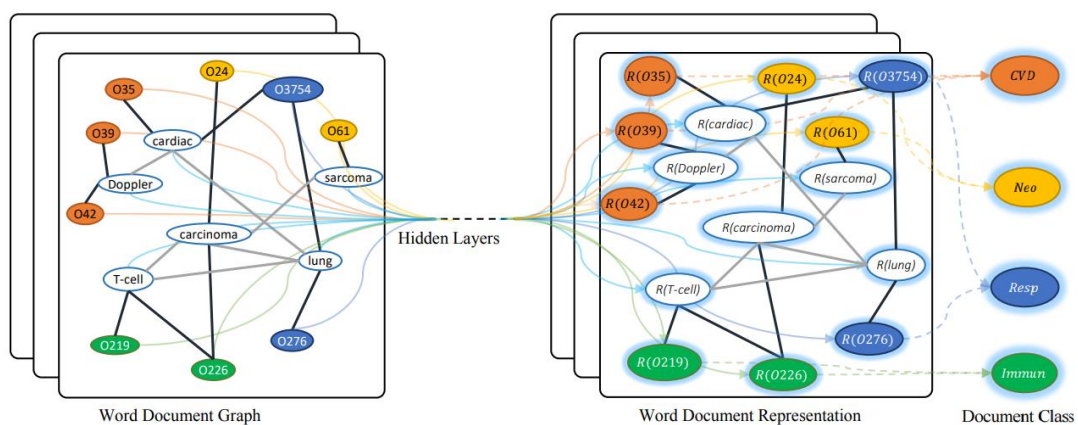 O24
O35
O3754
O39
O61
cardiac
Doppler
sarcoma
O42
carcinoma
lung
T-cell
O219
O276
O226
Word Document Graph
Hidden Layers
R(O35)
R(O24)
R(O3754)
R(O39)
R(cardiac)
R(O61)
R(Doppler)
R(sarcoma)
R(O42)
R(carcinoma)
R(lung)
R(T-cell)
R(O276)
R(O219)
R(O226)
Word Document Representation
CVD
Neo
Resp
Immun
Document Class